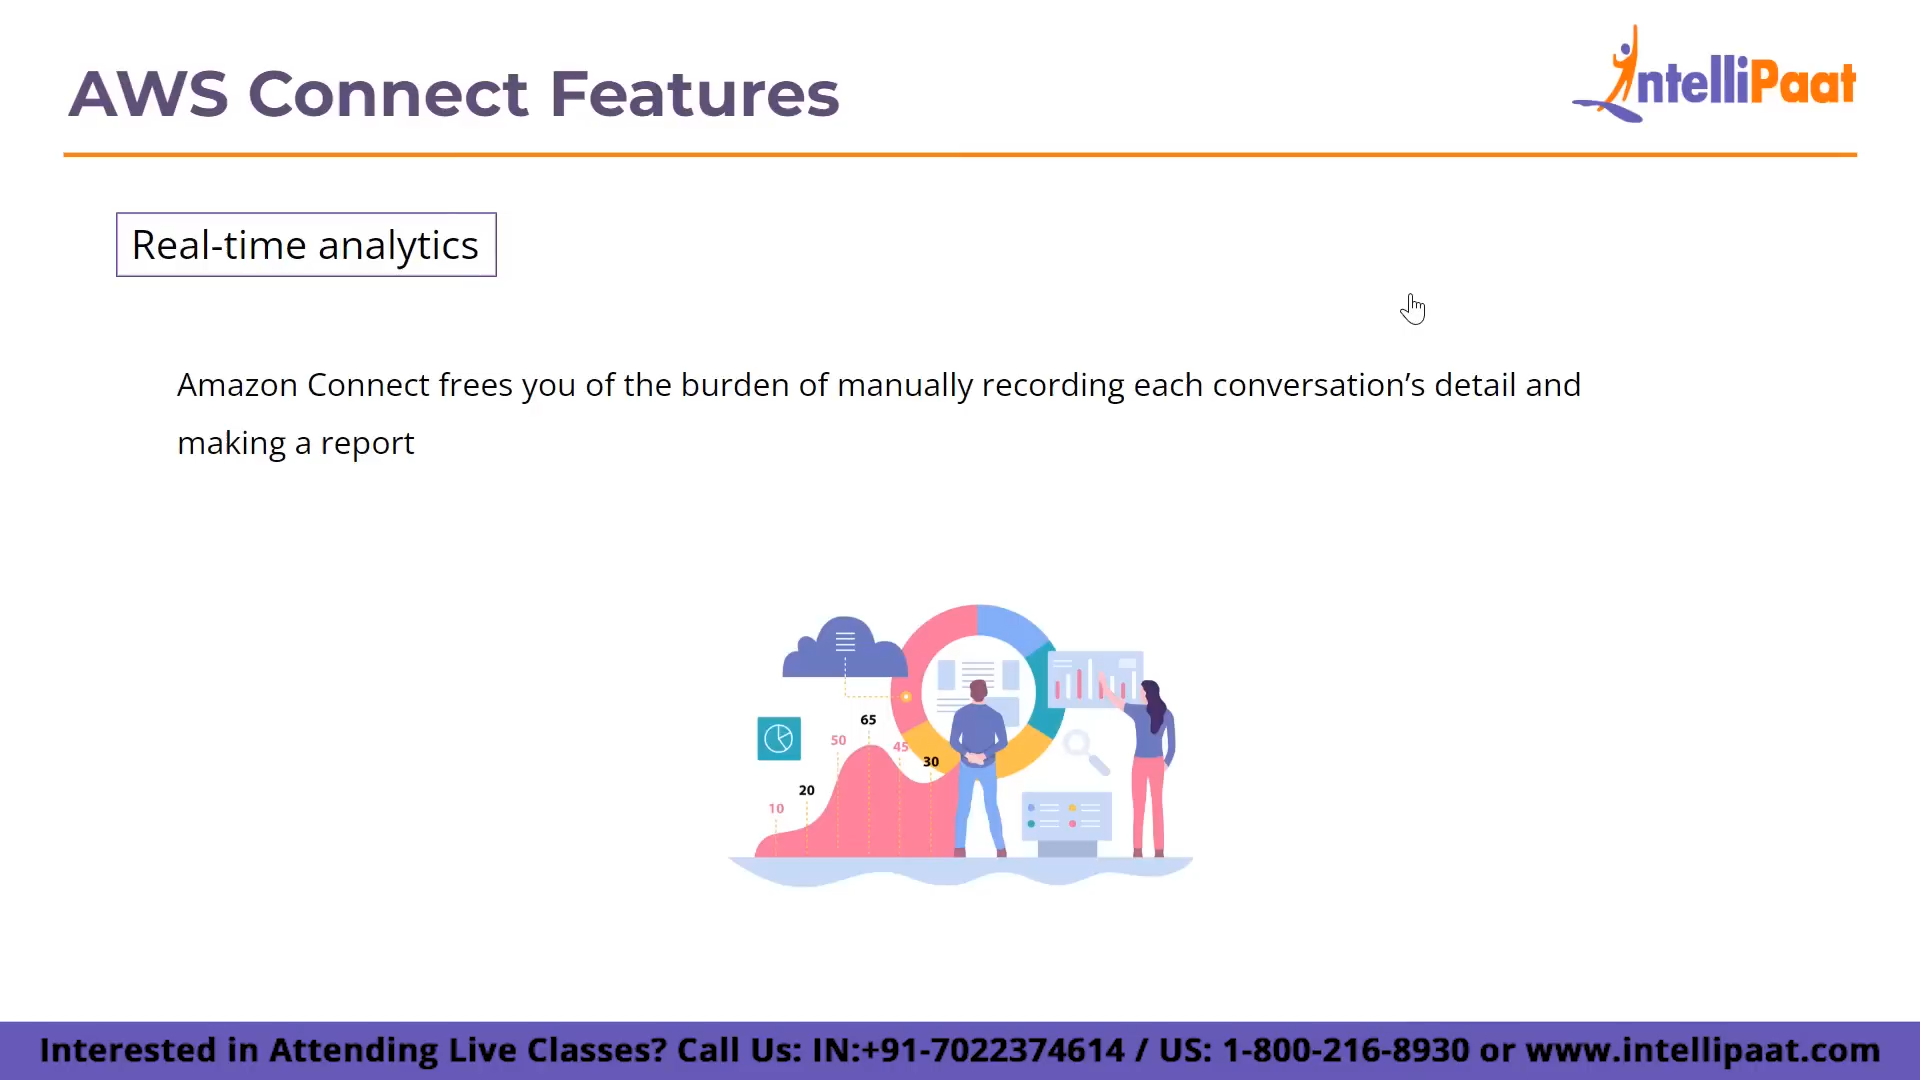 AWS Connect Features
IntelliPaat
Real-time analytics
Amazon Connect frees you of the burden of manually recording each conversation’s detail and
making a report
65
50
45
30
20
10
Interested in Attending Live Classes? Call Us: IN:+91-7022374614 / US: 1-800-216-8930 or www.intellipaat.com